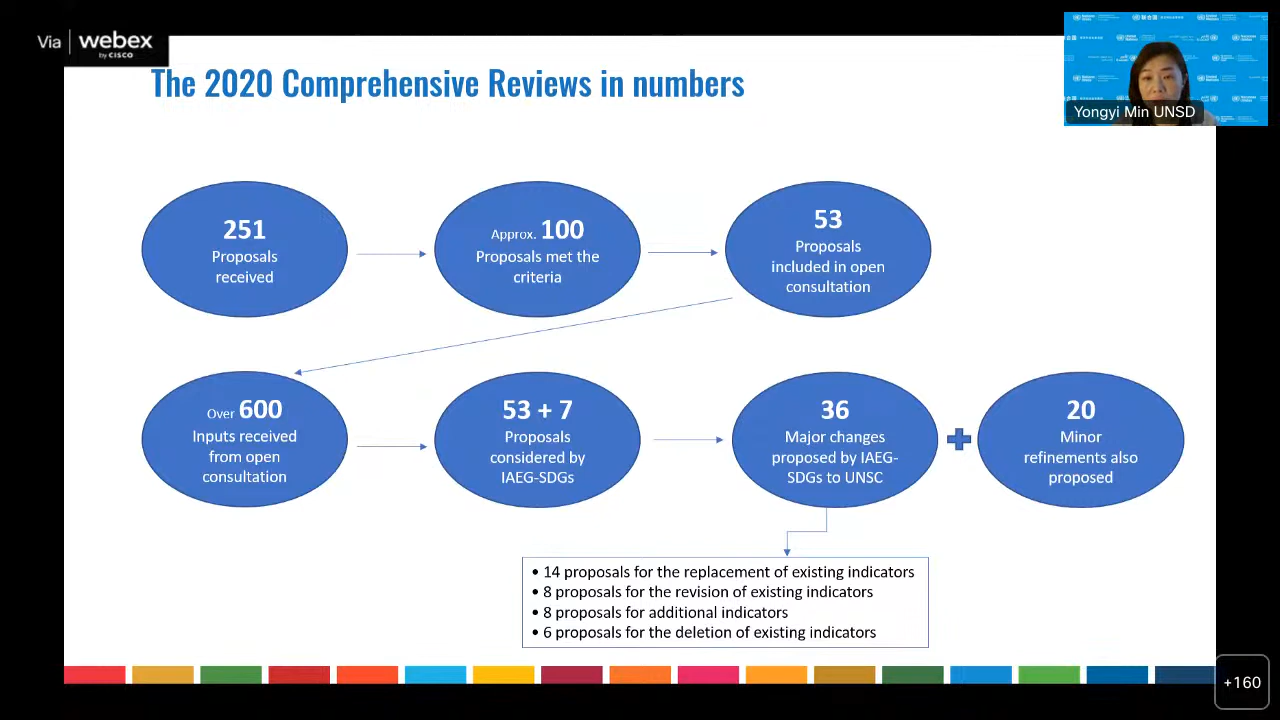 Via webex
by CISCO
The 2020 Comprehensive Reviews in numbers
Yongyi Min UNSD
251
Proposals
received
Approx. 100
Proposals met the
criteria
53
Proposals
included in open
consultation
Over 600
Inputs received
from open
consultation
53 + 7
Proposals
considered by
IAEG-SDGs
36
Major changes
proposed by IAEG-
SDGs to UNSC
20
Minor
refinements also
proposed
• 14 proposals for the replacement of existing indicators
• 8 proposals for the revision of existing indicators
• 8 proposals for additional indicators
• 6 proposals for the deletion of existing indicators
+160